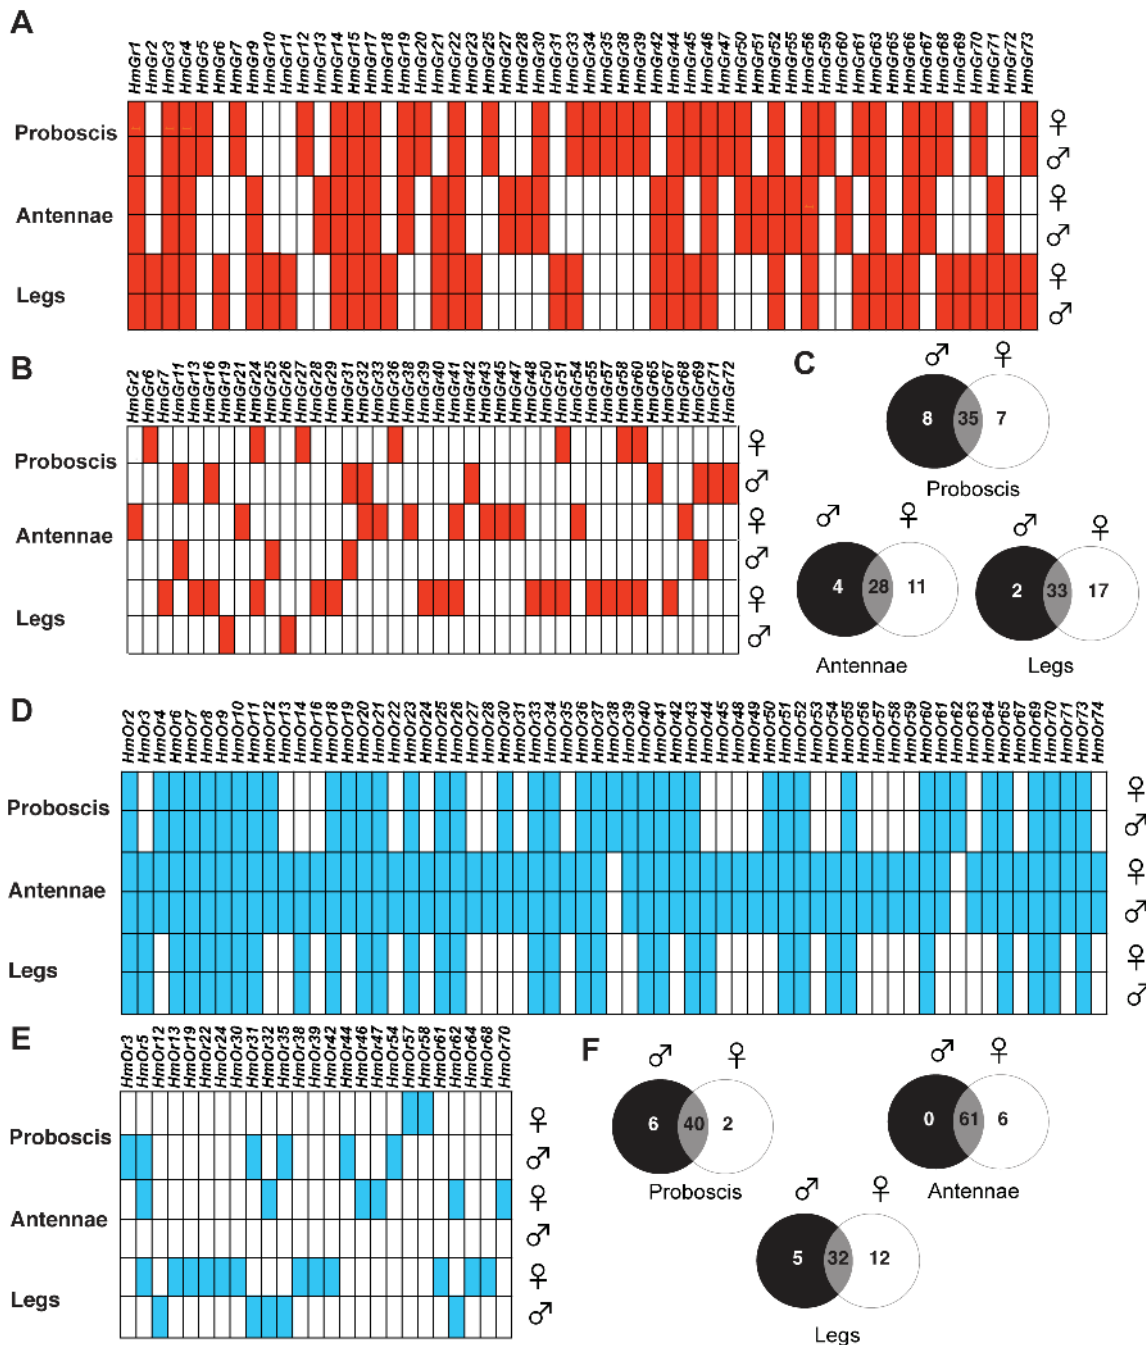 A
HmGr1 HmGr2 HmGr3 HmGr4 HmGr5 HmGr6 HmGr7 HmGr9 HmGr10 HmGr11 HmGr12 HmGr13 HmGr14 HmGr15 HmGr17 HmGr18 HmGr19 HmGr20 HmGr21 HmGr22 HmGr23 HmGr25 HmGr27 HmGr28 HmGr30 HmGr31 HmGr33 HmGr34 HmGr35 HmGr38 HmGr39 HmGr42 HmGr44 HmGr45 HmGr46 HmGr47 HmGr50 HmGr51 HmGr52 HmGr55 HmGr56 HmGr59 HmGr60 HmGr61 HmGr63 HmGr65 HmGr66 HmGr67 HmGr68 HmGr69 HmGr70 HmGr71 HmGr72 HmGr73
Proboscis ♀
♂
Antennae ♀
♂
Legs ♀
♂
B
HmGr2 HmGr6 HmGr7 HmGr11 HmGr13 HmGr16 HmGr19 HmGr21 HmGr24 HmGr25 HmGr26 HmGr27 HmGr28 HmGr29 HmGr31 HmGr32 HmGr33 HmGr36 HmGr38 HmGr39 HmGr40 HmGr41 HmGr42 HmGr43 HmGr45 HmGr47 HmGr48 HmGr50 HmGr51 HmGr54 HmGr55 HmGr57 HmGr58 HmGr60 HmGr65 HmGr67 HmGr68 HmGr69 HmGr71 HmGr72
Proboscis ♀
♂
Antennae ♀
♂
Legs ♀
♂
C
♂ ♀
8 35 7
Proboscis
♂ ♀
4 28 11
Antennae
♂ ♀
2 33 17
Legs
D
HmOr2 HmOr3 HmOr4 HmOr6 HmOr7 HmOr8 HmOr9 HmOr10 HmOr11 HmOr12 HmOr13 HmOr14 HmOr16 HmOr18 HmOr19 HmOr20 HmOr21 HmOr22 HmOr23 HmOr24 HmOr25 HmOr26 HmOr27 HmOr28 HmOr30 HmOr31 HmOr33 HmOr34 HmOr35 HmOr36 HmOr37 HmOr38 HmOr39 HmOr40 HmOr41 HmOr42 HmOr43 HmOr44 HmOr45 HmOr48 HmOr49 HmOr50 HmOr51 HmOr52 HmOr53 HmOr54 HmOr55 HmOr56 HmOr57 HmOr58 HmOr59 HmOr60 HmOr61 HmOr62 HmOr63 HmOr64 HmOr65 HmOr67 HmOr69 HmOr70 HmOr71 HmOr73 HmOr74
Proboscis ♀
♂
Antennae ♀
♂
Legs ♀
♂
E
HmOr3 HmOr5 HmOr12 HmOr13 HmOr19 HmOr22 HmOr24 HmOr30 HmOr31 HmOr32 HmOr35 HmOr38 HmOr39 HmOr42 HmOr44 HmOr46 HmOr47 HmOr54 HmOr57 HmOr58 HmOr61 HmOr62 HmOr64 HmOr68 HmOr70
Proboscis ♀
♂
Antennae ♀
♂
Legs ♀
♂
F
♂ ♀
6 40 2
Proboscis
♂ ♀
0 61 6
Antennae
♂ ♀
5 32 12
Legs